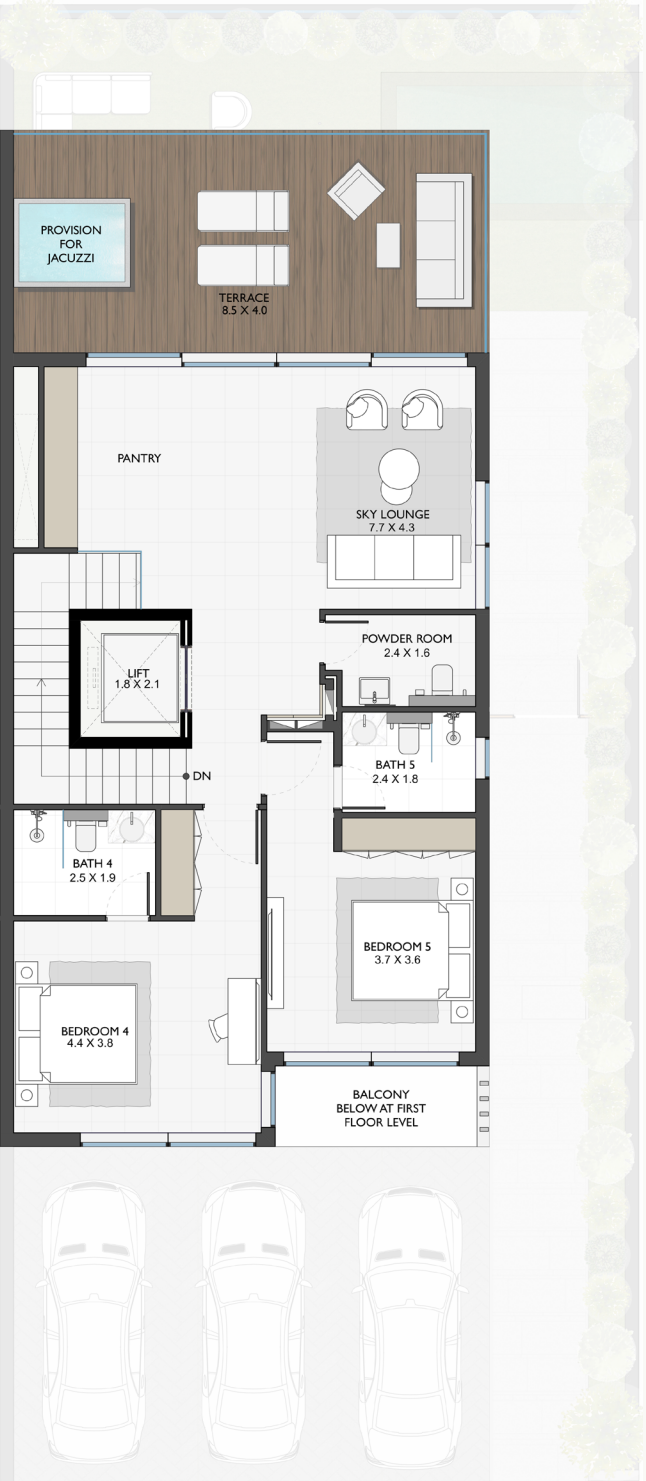 PROVISION
FOR
JACUZZI
TERRACE
8.5 X 4.0
PANTRY
SKY LOUNGE
7.7 X 4.3
POWDER ROOM
2.4 X 1.6
LIFT
1.8 X 2.1
BATH 5
2.4 X 1.8
DN
BATH 4
2.5 X 1.9
BEDROOM 5
3.7 X 3.6
BEDROOM 4
4.4 X 3.8
BALCONY
BELOW AT FIRST
FLOOR LEVEL